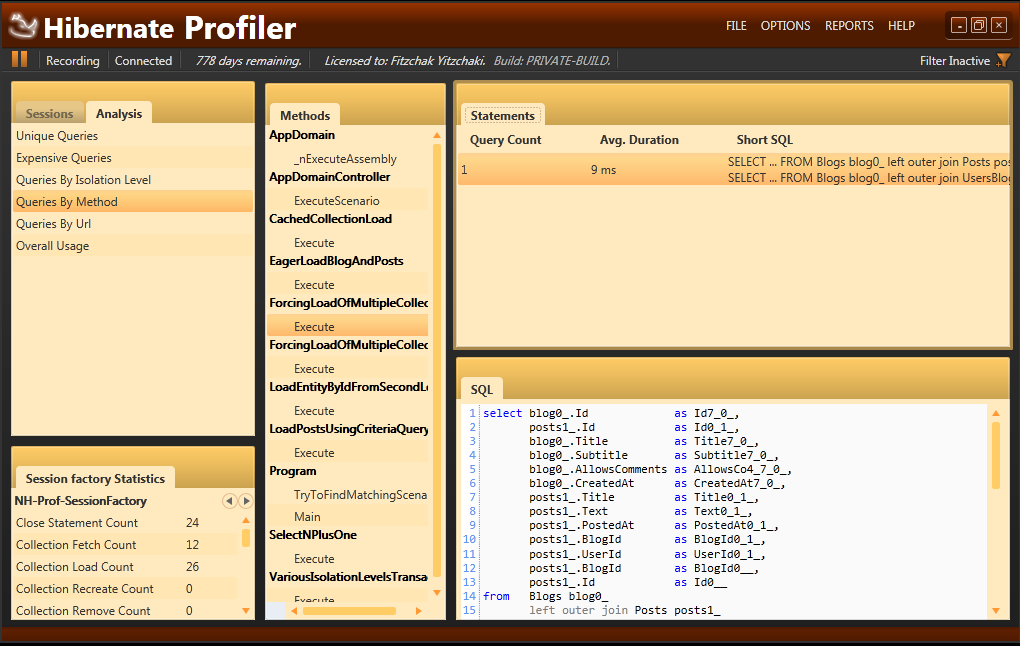 Hibernate Profiler
FILE OPTIONS REPORTS HELP
Recording Connected 778 days remaining. Licensed to: Fitzchak Yitzchaki. Build: PRIVATE-BUILD. Filter Inactive
Sessions Analysis
Unique Queries
Expensive Queries
Queries By Isolation Level
Queries By Method
Queries By Url
Overall Usage
Session factory Statistics
NH-Prof-SessionFactory
Close Statement Count 24
Collection Fetch Count 12
Collection Load Count 26
Collection Recreate Count 0
Collection Remove Count 0
Methods
AppDomain
_nExecuteAssembly
AppDomainController
ExecuteScenario
CachedCollectionLoad
Execute
EagerLoadBlogAndPosts
Execute
ForcingLoadOfMultipleCollec
Execute
ForcingLoadOfMultipleCollec
Execute
LoadEntityByIdFromSecondLe
Execute
LoadPostsUsingCriteriaQuery
Execute
Program
TryToFindMatchingScena
Main
SelectNPlusOne
Execute
VariousIsolationLevelsTransa
Execute
Statements
Query Count Avg. Duration Short SQL
1 9 ms SELECT ... FROM Blogs blog0_ left outer join Posts pos
SELECT ... FROM Blogs blog0_ left outer join UsersBlog
SQL
1 select blog0_.Id as Id7_0_,
2 posts1_.Id as Id0_1_,
3 blog0_.Title as Title7_0_,
4 blog0_.Subtitle as Subtitle7_0_,
5 blog0_.AllowsComments as AllowsCo4_7_0_,
6 blog0_.CreatedAt as CreatedAt7_0_,
7 posts1_.Title as Title0_1_,
8 posts1_.Text as Text0_1_,
9 posts1_.PostedAt as PostedAt0_1_,
10 posts1_.BlogId as BlogId0_1_,
11 posts1_.UserId as UserId0_1_,
12 posts1_.BlogId as BlogId0__,
13 posts1_.Id as Id0__
14 from Blogs blog0_
15 left outer join Posts posts1_